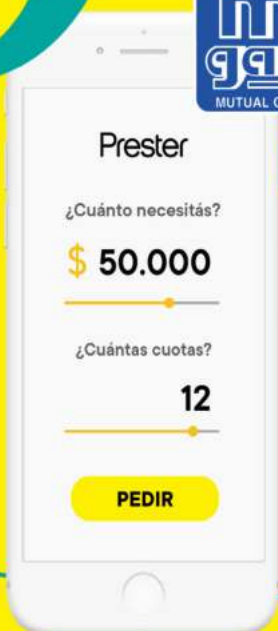 Prester
¿Cuánto necesitás?
$ 50.000
¿Cuántas cuotas?
12
PEDIR
MUTUAL